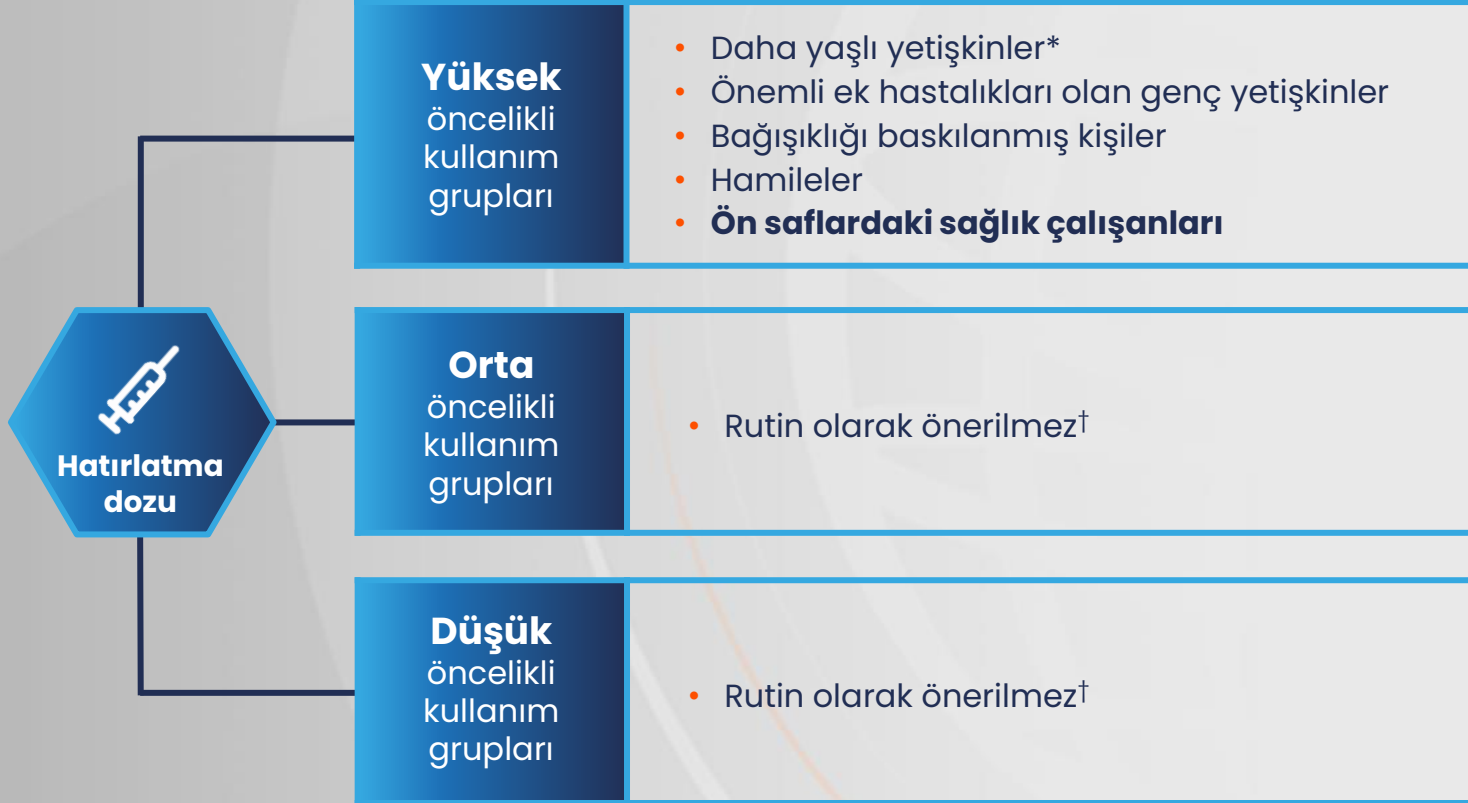 Yüksek
öncelikli
kullanım
grupları
• Daha yaşlı yetişkinler*
• Önemli ek hastalıkları olan genç yetişkinler
• Bağışıklığı baskılanmış kişiler
• Hamileler
• Ön saflardaki sağlık çalışanları
Hatırlatma
dozu
Orta
öncelikli
kullanım
grupları
• Rutin olarak önerilmez†
Düşük
öncelikli
kullanım
grupları
• Rutin olarak önerilmez†